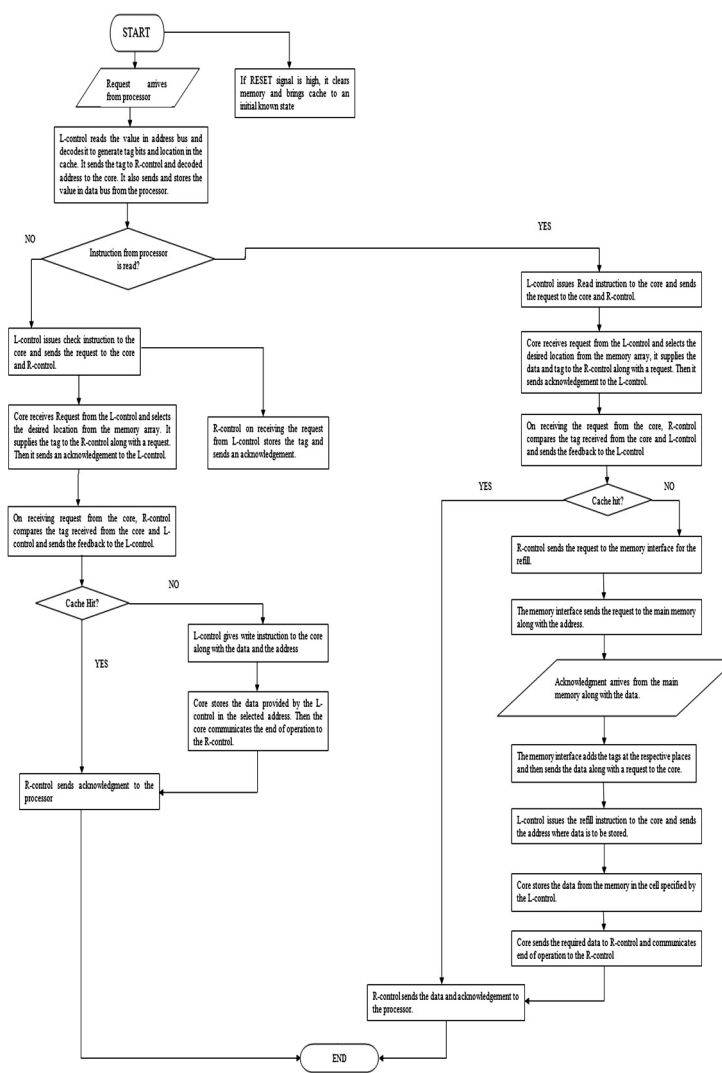 START
Request arrives
from processor
If RESET signal is high, it clears
memory and brings cache to an
initial known state
L-control reads the value in address bus and
decodes it to generate tag bits and location in the
cache. It sends the tag to R-control and decoded
address to the core. It also sends and stores the
value in data bus from the processor.
NO
Instruction from processor
is read?
YES
L-control issues check instruction to the
core and sends the request to the core
and R-control.
Core receives Request from the L-control and selects
the desired location from the memory array. It
supplies the tag to the R-control along with a request.
Then it sends an acknowledgement to the L-control.
R-control on receiving the request
from L-control stores the tag and
sends an acknowledgement.
On receiving request from the core, R-control
compares the tag received from the core and L-
control and sends the feedback to the L-control.
Cache Hit?
NO
YES
L-control gives write instruction to the core
along with the data and the address
Core stores the data provided by the L-
control in the selected address. Then the
core communicates the end of operation to
the R-control.
R-control sends acknowledgment to the
processor
L-control issues Read instruction to the core and sends
the request to the core and R-control.
Core receives request from the L-control and selects the
desired location from the memory array, it supplies the
data and tag to the R-control along with a request. Then it
sends acknowledgement to the L-control.
On receiving the request from the core, R-control
compares the tag received from the core and L-control
and sends the feedback to the L-control
YES
Cache hit?
NO
R-control sends the request to the memory interface for the
refill.
The memory interface sends the request to the main memory
along with the address.
Acknowledgment arrives from the main
memory along with the data.
The memory interface adds the tags at the respective places
and then sends the data along with a request to the core.
L-control issues the refill instruction to the core and sends
the address where data is to be stored.
Core stores the data from the memory in the cell specified by
the L-control.
Core sends the required data to R-control and communicates
end of operation to the R-control
R-control sends the data and acknowledgement to
the processor.
END